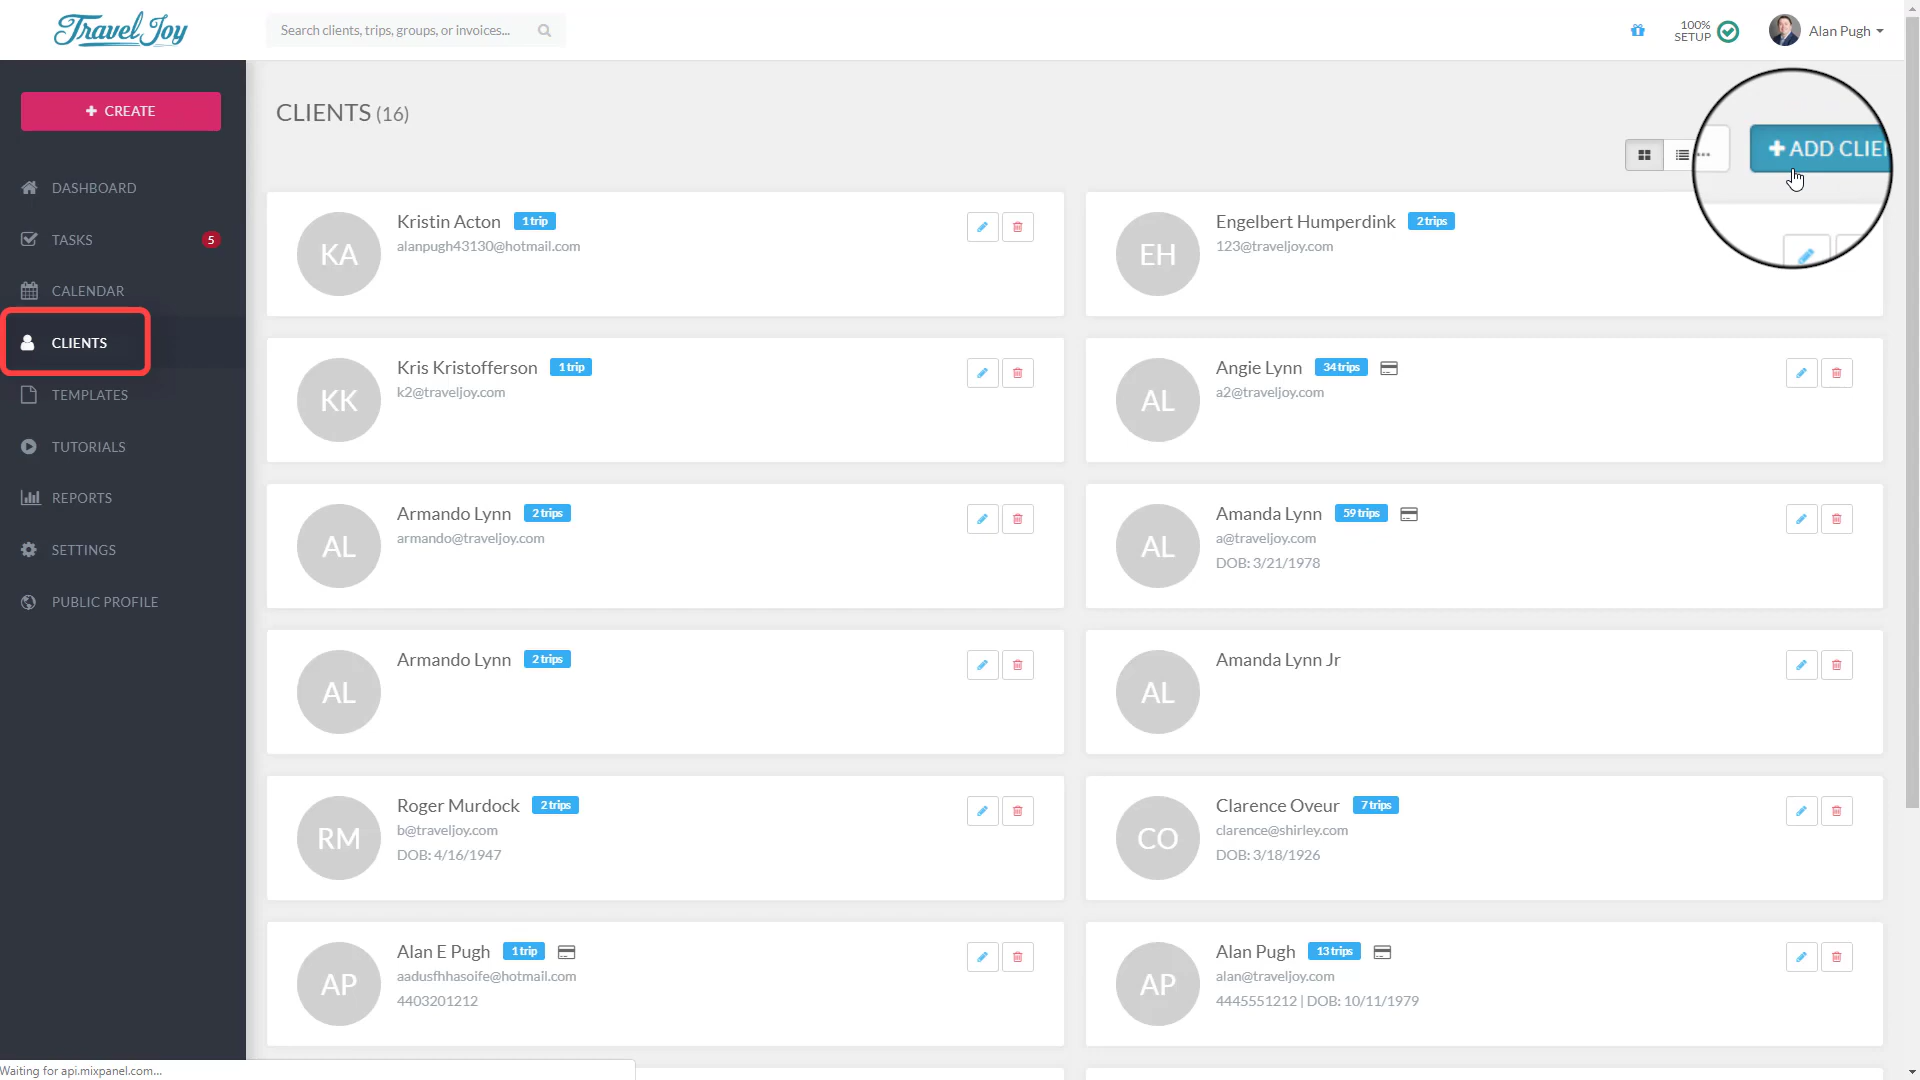 Travel Joy
Search clients, trips, groups, or invoices...
100%
SETUP
Alan Pugh
CREATE
DASHBOARD
TASKS
5
CALENDAR
CLIENTS
TEMPLATES
TUTORIALS
REPORTS
SETTINGS
PUBLIC PROFILE
CLIENTS (16)
ADD CLIE
KA
Kristin Acton 1 trip
alanpugh43130@hotmail.com
EH
Engelbert Humperdink 2 trips
123@traveljoy.com
KK
Kris Kristofferson 1 trip
k2@traveljoy.com
AL
Angie Lynn 34 trips
a2@traveljoy.com
AL
Armando Lynn 2 trips
armando@traveljoy.com
AL
Amanda Lynn 59 trips
a@traveljoy.com
DOB: 3/21/1978
AL
Armando Lynn 2 trips
AL
Amanda Lynn Jr
RM
Roger Murdock 2 trips
b@traveljoy.com
DOB: 4/16/1947
CO
Clarence Oveur 7 trips
clarence@shirley.com
DOB: 3/18/1926
AP
Alan E Pugh 1 trip
aadusfhhasoife@hotmail.com
4403201212
AP
Alan Pugh 13 trips
alan@traveljoy.com
4445551212 | DOB: 10/11/1979
Waiting for api.mixpanel.com...